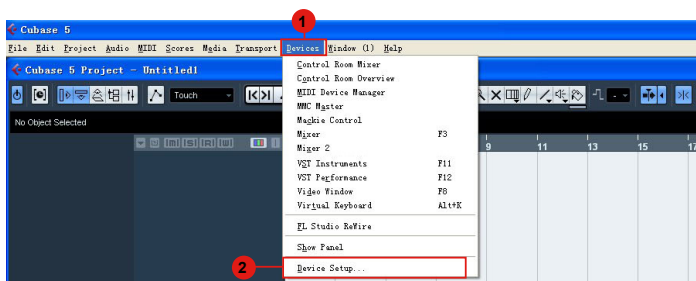 1
Cubase 5
File Edit Project Audio MIDI Scores Media Transport Devices Window (1) Help
Cubase 5 Project - Untitled1
Touch
No Object Selected
Control Room Mixer
Control Room Overview
MIDI Device Manager
MMC Master
Mackie Control
Mixer F3
Mixer 2
VST Instruments F11
VST Performance F12
Video Window F8
Virtual Keyboard Alt+K
FL Studio ReWire
Show Panel
2 Device Setup...
m S R W
9 11 13 15 17